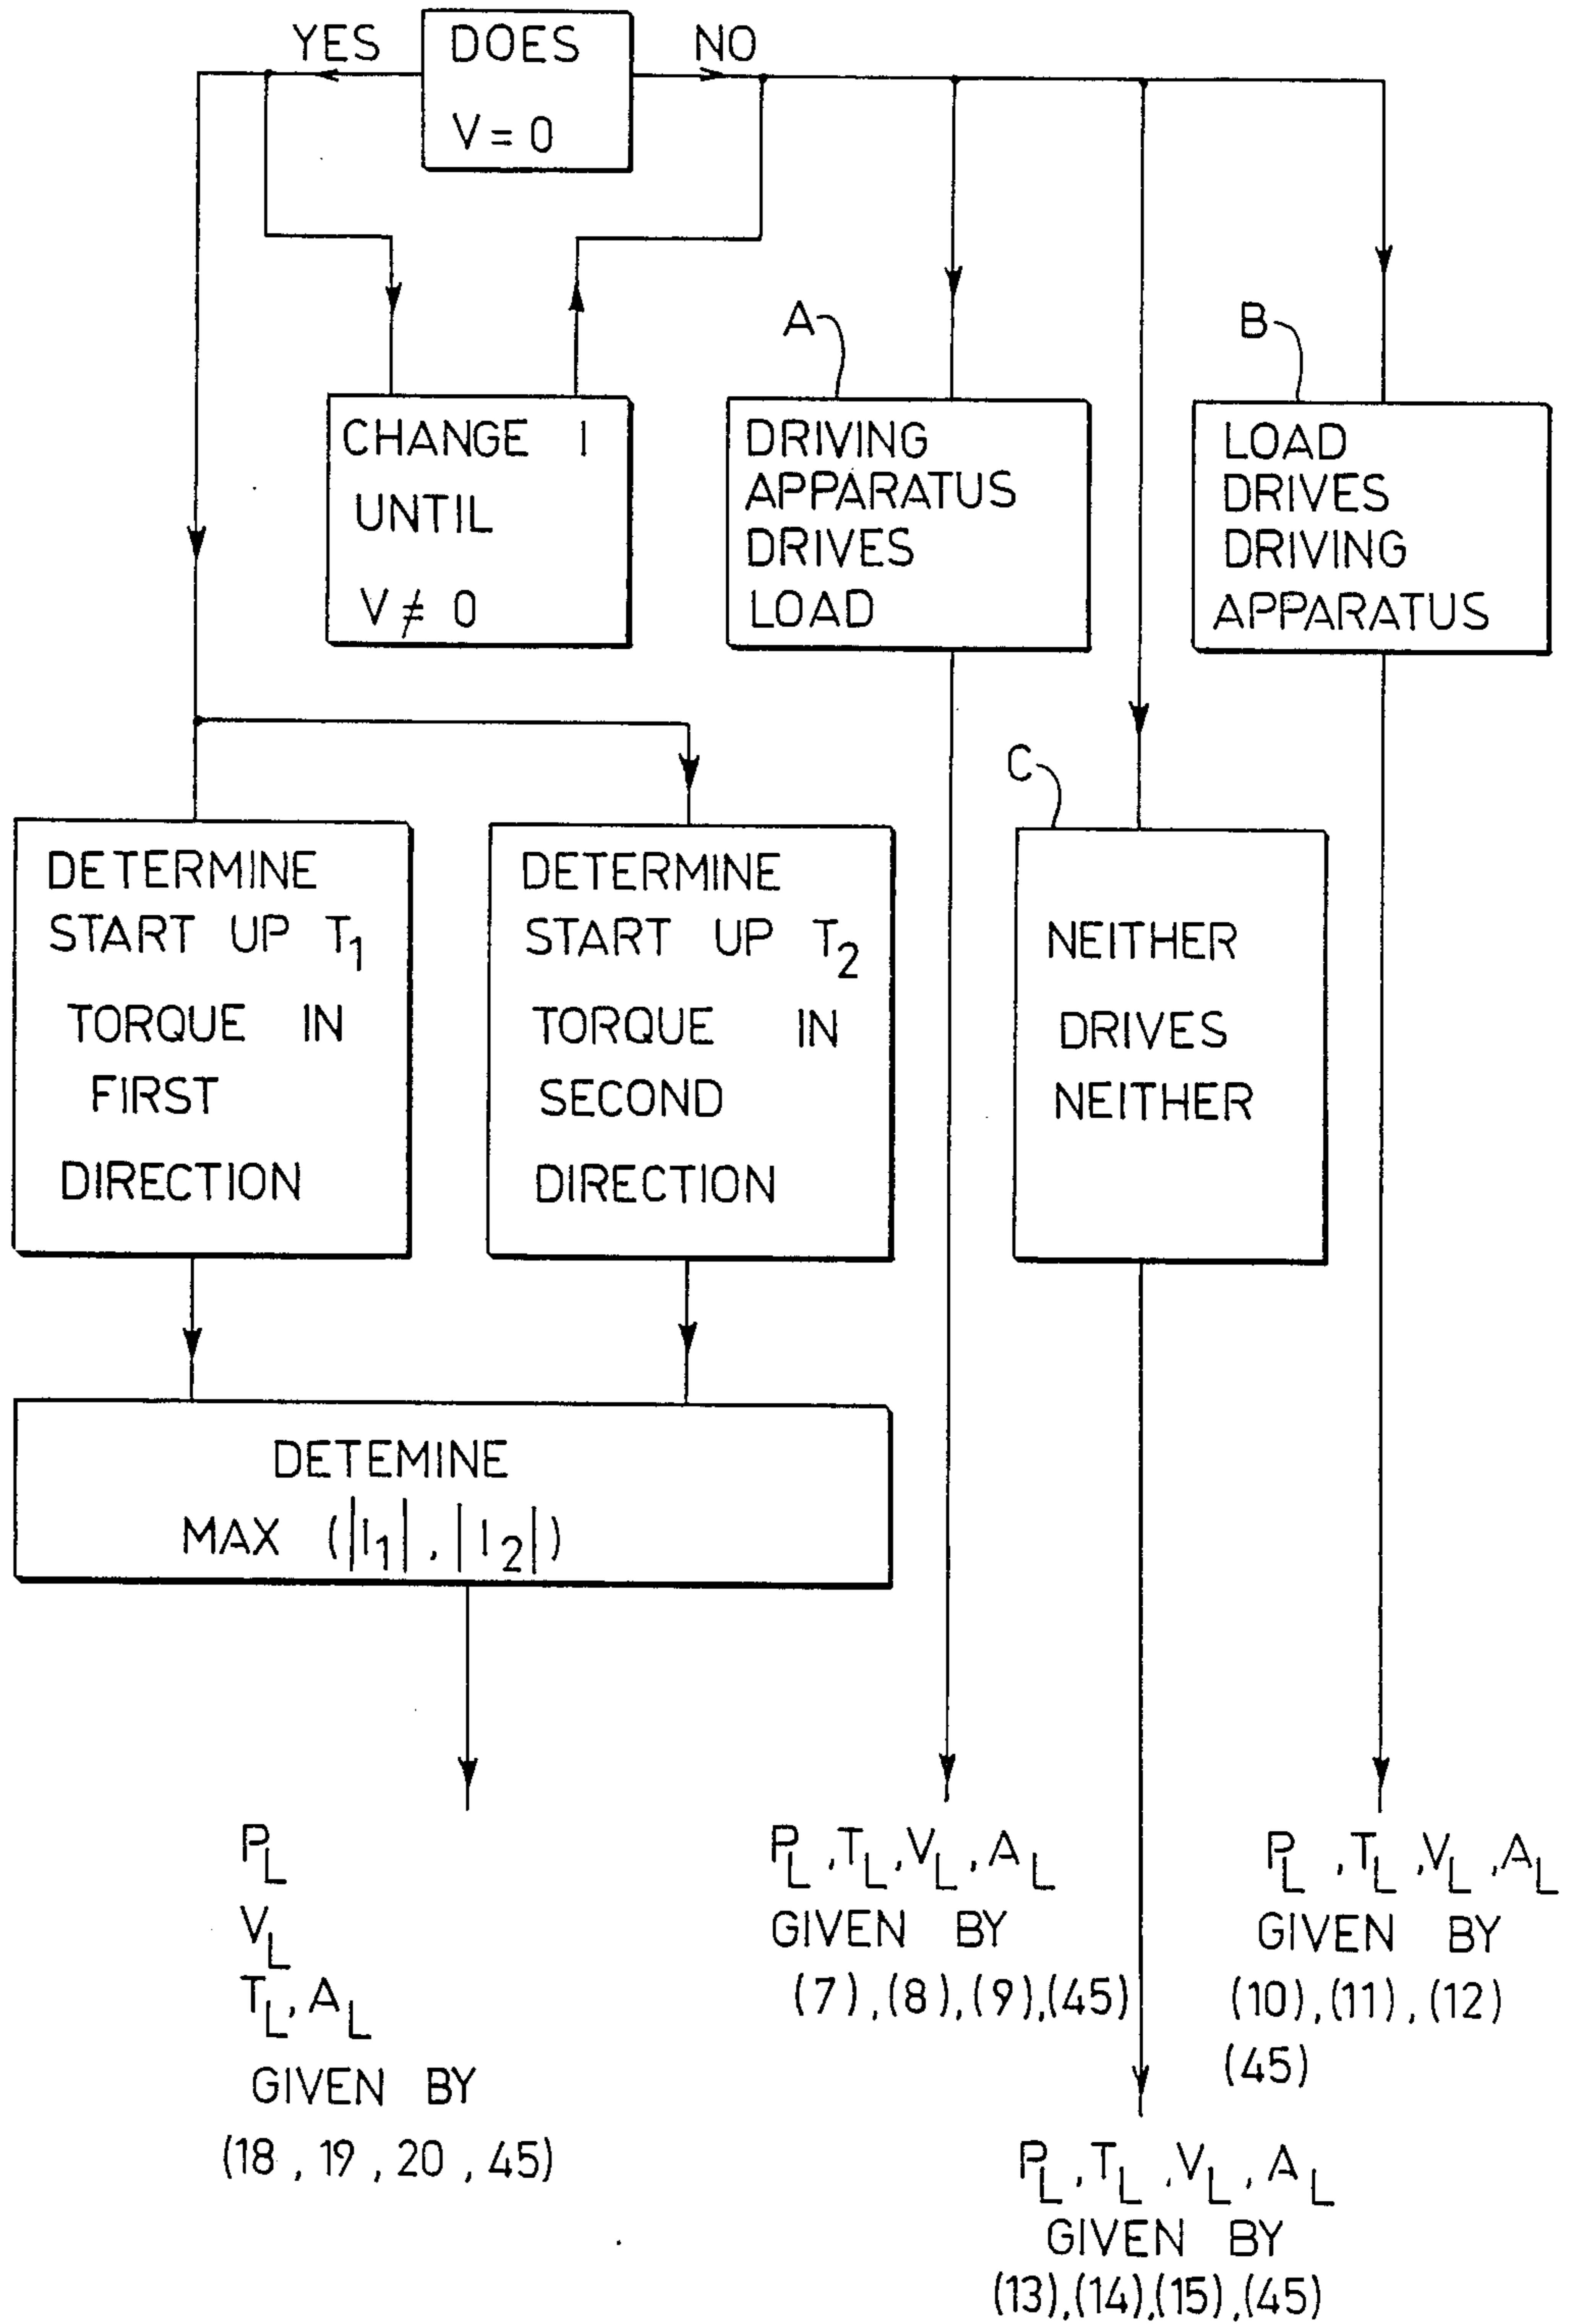 YES
DOES
V = 0
NO
A
B
CHANGE I
UNTIL
V ≠ 0
DRIVING
APPARATUS
DRIVES
LOAD
LOAD
DRIVES
DRIVING
APPARATUS
C
DETERMINE
START UP T1
TORQUE IN
FIRST
DIRECTION
DETERMINE
START UP T2
TORQUE IN
SECOND
DIRECTION
NEITHER
DRIVES
NEITHER
DETEMINE
MAX (|I1|, |I2|)
PL
VL
TL, AL
GIVEN BY
(18, 19, 20, 45)
PL, TL, VL, AL
GIVEN BY
(7), (8), (9), (45)
PL, TL, VL, AL
GIVEN BY
(10), (11), (12)
(45)
PL, TL, VL, AL
GIVEN BY
(13), (14), (15), (45)